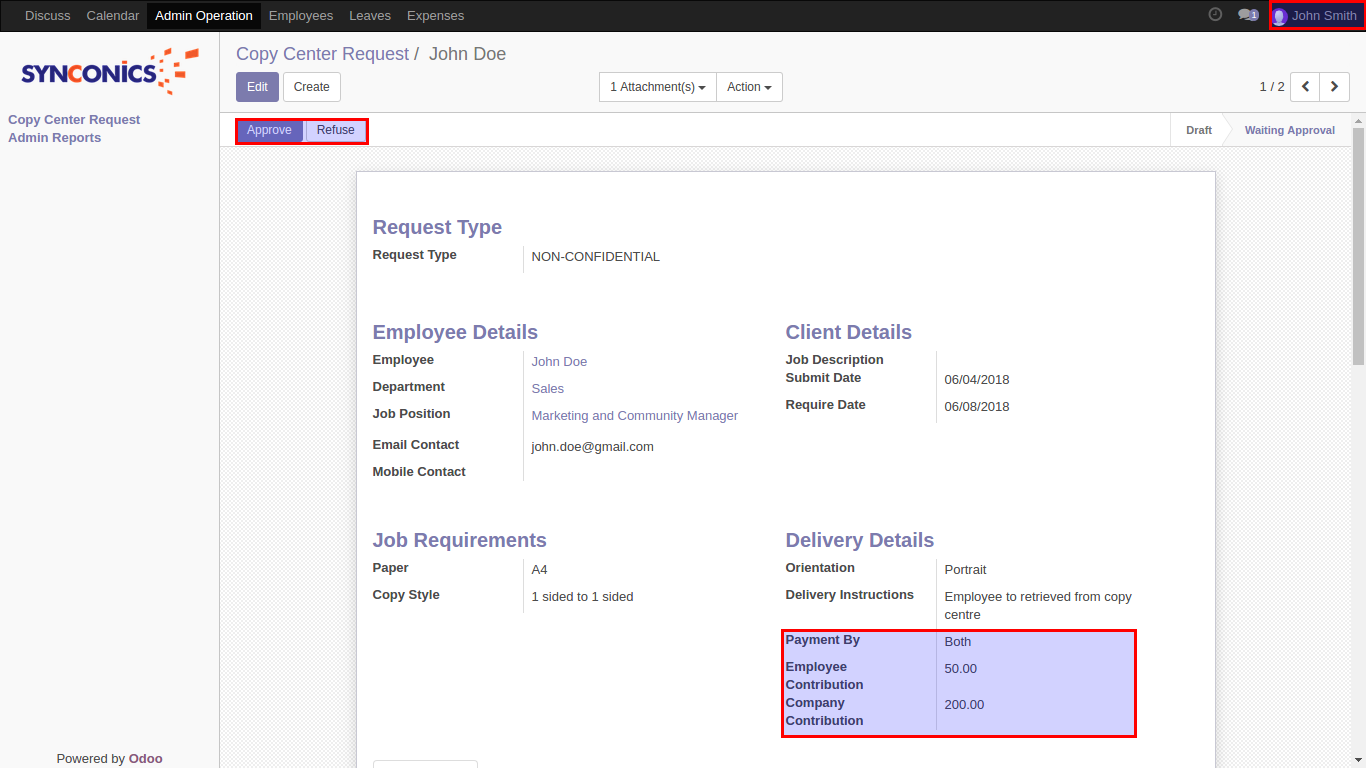 Discuss Calendar Admin Operation Employees Leaves Expenses 1 John Smith
SYNCONICS
Copy Center Request / John Doe
Edit Create 1 Attachment(s) Action 1 / 2
Copy Center Request
Admin Reports
Approve Refuse Draft Waiting Approval
Request Type
Request Type NON-CONFIDENTIAL
Employee Details Client Details
Employee John Doe Job Description
Submit Date 06/04/2018
Department Sales
Require Date 06/08/2018
Job Position Marketing and Community Manager
Email Contact john.doe@gmail.com
Mobile Contact
Job Requirements Delivery Details
Paper A4 Orientation Portrait
Copy Style 1 sided to 1 sided Delivery Instructions Employee to retrieved from copy
centre
Payment By Both
Employee 50.00
Contribution
Company 200.00
Contribution
Powered by Odoo